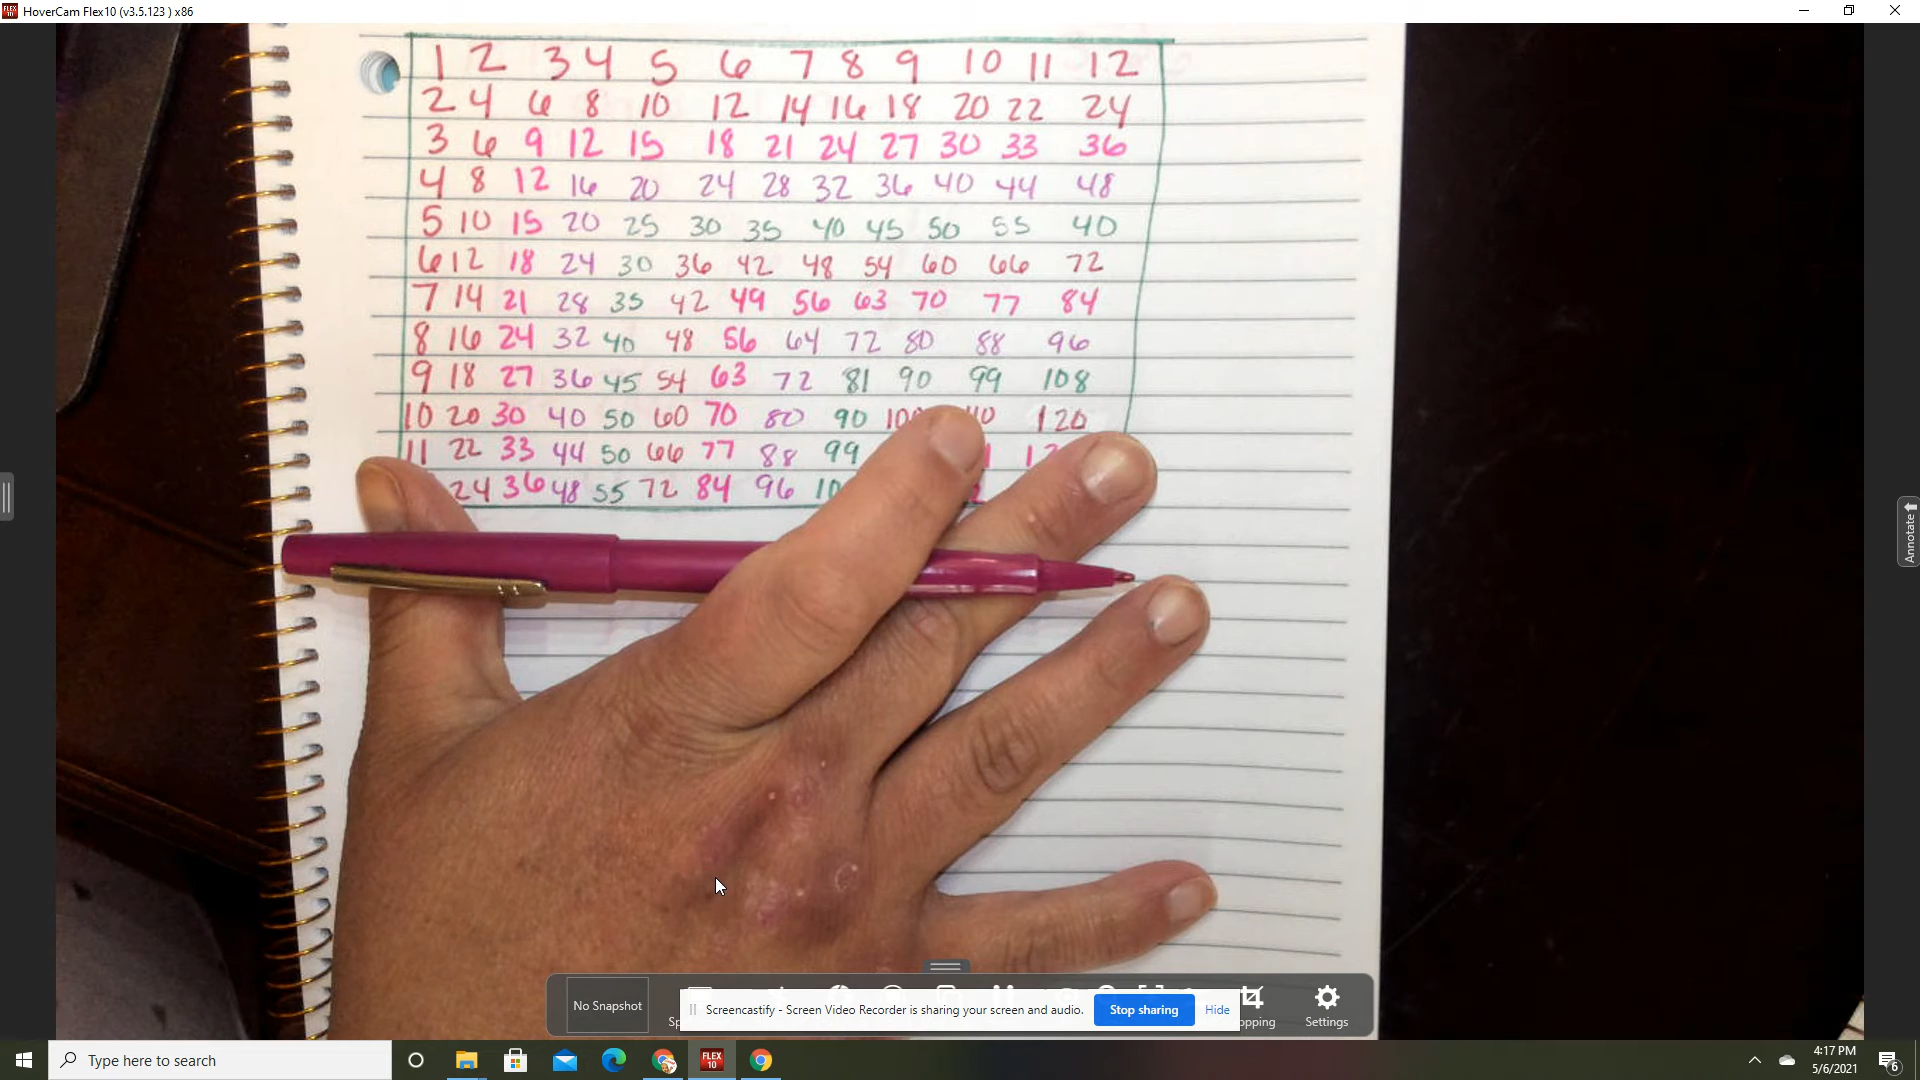 HoverCam Flex10 (v3.5.123 ) x86
1 2 3 4 5 6 7 8 9 10 11 12
2 4 6 8 10 12 14 16 18 20 22 24
3 6 9 12 15 18 21 24 27 30 33 36
4 8 12 16 20 24 28 32 36 40 44 48
5 10 15 20 25 30 35 40 45 50 55 40
6 12 18 24 30 36 42 48 54 60 66 72
7 14 21 28 35 42 49 56 63 70 77 84
8 16 24 32 40 48 56 64 72 80 88 96
9 18 27 36 45 54 63 72 81 90 99 108
10 20 30 40 50 60 70 80 90 100 120
11 22 33 44 50 66 77 88 99
24 36 48 55 72 84 96
Annotate
No Snapshot
Screencastify - Screen Video Recorder is sharing your screen and audio.
Stop sharing
Hide
Settings
Type here to search
FLEX
10
4:17 PM
5/6/2021
6